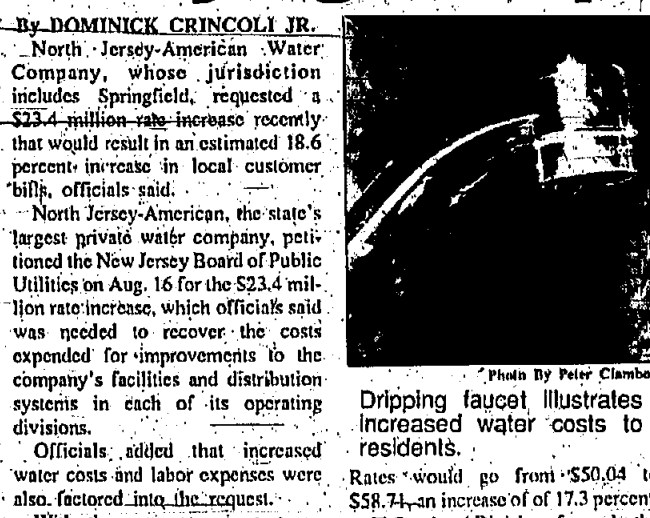 By DOMINICK CRINCOLI JR.
North Jersey-American Water
Company, whose jurisdiction
includes Springfield, requested a
$23.4 million rate increase recently
that would result in an estimated 18.6
percent increase in local customer
bills, officials said.
North Jersey-American, the state's
largest private water company, peti-
tioned the New Jersey Board of Public
Utilities on Aug. 16 for the $23.4 mil-
lion rate increase, which officials said
was needed to recover the costs
expended for improvements to the
company's facilities and distribution
systems in each of its operating
divisions.
Officials added that increased
water costs and labor expenses were
also factored into the request.
Photo By Peter
Dripping faucet illustrates
increased water costs to
residents.
Rates would go from $50.04
$58.71, an increase of of 17.3 percent